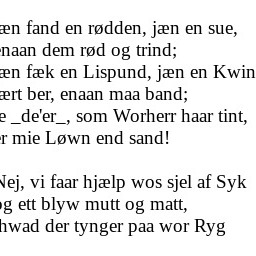 æn fand en rødden, jæn en sue,
enaan dem rød og trind;
æn fæk en Lispund, jæn en Kwin
ært ber, enaan maa band;
e _de'er_, som Worherr haar tint,
er mie Løwn end sand!

Nej, vi faar hjælp wos sjel af Syk
og ett blyw mutt og matt,
hwad der tynger paa wor Ryg